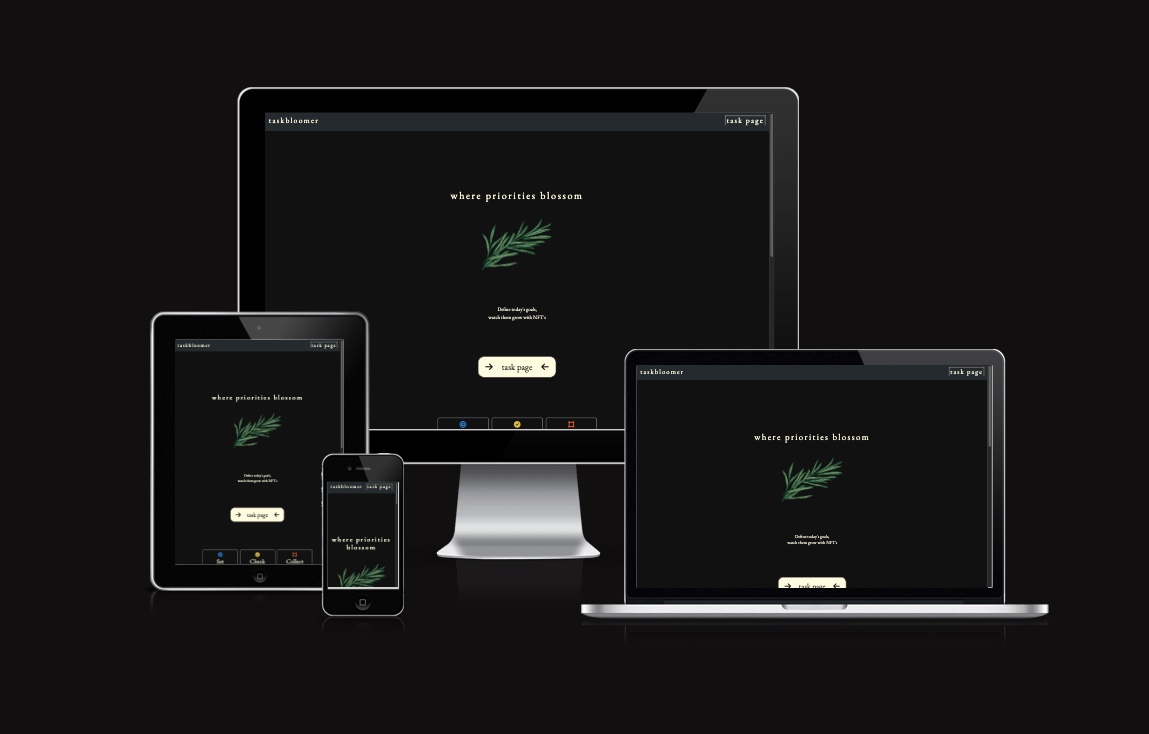 taskbloomer
task page
where priorities blossom
Define today's goals,
watch them grow with NFT's
task page
taskbloomer
task page
where priorities blossom
Define today's goals,
watch them grow with NFT's
task page
Set
Check
Collect
taskbloomer
task page
where priorities
blossom
taskbloomer
task page
where priorities blossom
Define today's goals,
watch them grow with NFT's
task page